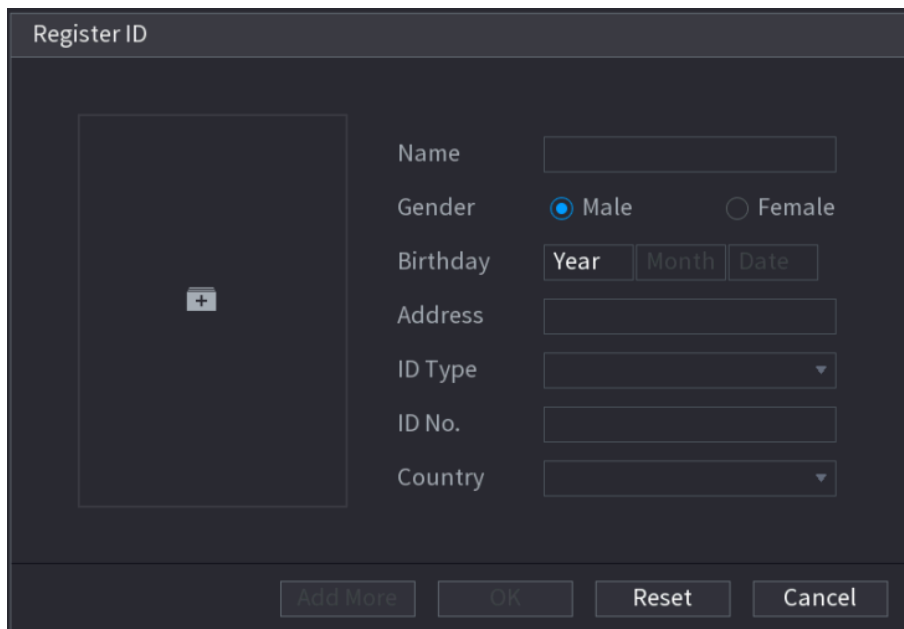 Register ID
Name
Gender Male Female
Birthday Year Month Date
Address
ID Type
ID No.
Country
Add More OK Reset Cancel